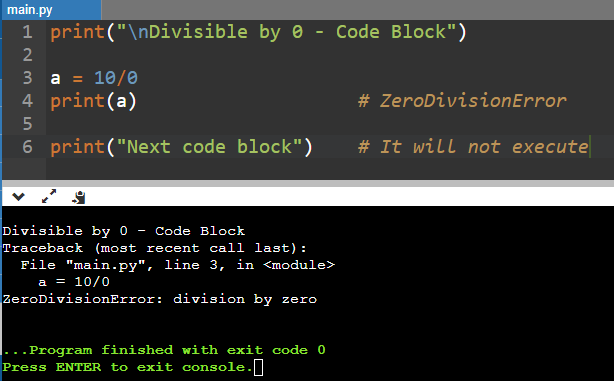 main.py
1 print("\nDivisible by 0 - Code Block")
2
3 a = 10/0
4 print(a) # ZeroDivisionError
5
6 print("Next code block") # It will not execute
Divisible by 0 - Code Block
Traceback (most recent call last):
  File "main.py", line 3, in <module>
    a = 10/0
ZeroDivisionError: division by zero
...Program finished with exit code 0
Press ENTER to exit console.